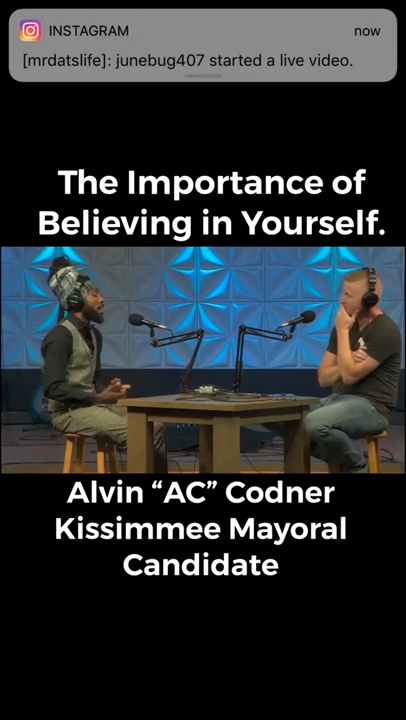 INSTAGRAM
now
[mrdatslife]: junebug407 started a live video.
The Importance of
Believing in Yourself.
Alvin “AC” Codner
Kissimmee Mayoral
Candidate